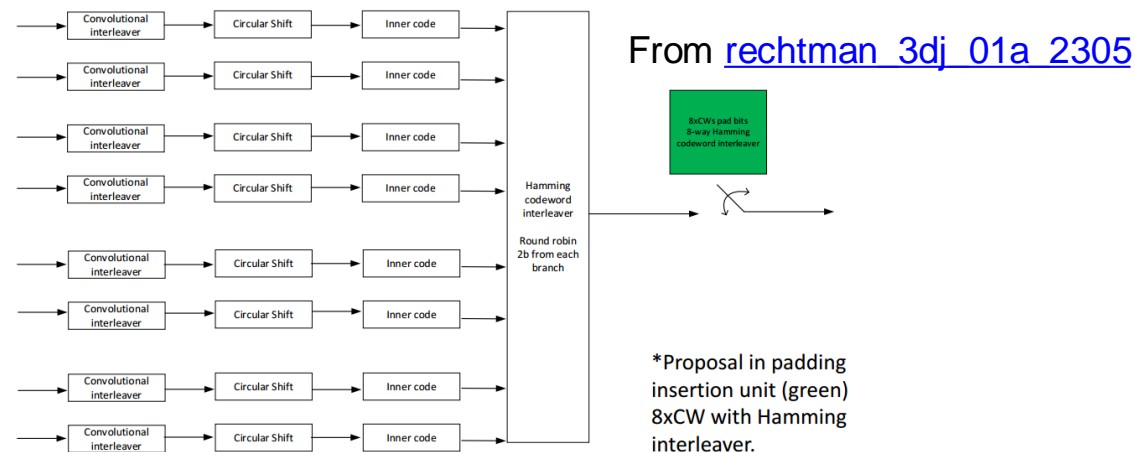 Convolutional
interleaver
Circular Shift
Inner code
Convolutional
interleaver
Circular Shift
Inner code
Convolutional
interleaver
Circular Shift
Inner code
Convolutional
interleaver
Circular Shift
Inner code
Convolutional
interleaver
Circular Shift
Inner code
Convolutional
interleaver
Circular Shift
Inner code
Convolutional
interleaver
Circular Shift
Inner code
Convolutional
interleaver
Circular Shift
Inner code
Hamming
codeword
interleaver
Round robin
2b from each
branch
From rechtman_3dj_01a_2305
8xCWs pad bits
8-way Hamming
codeword interleaver
*Proposal in padding
insertion unit (green)
8xCW with Hamming
interleaver.